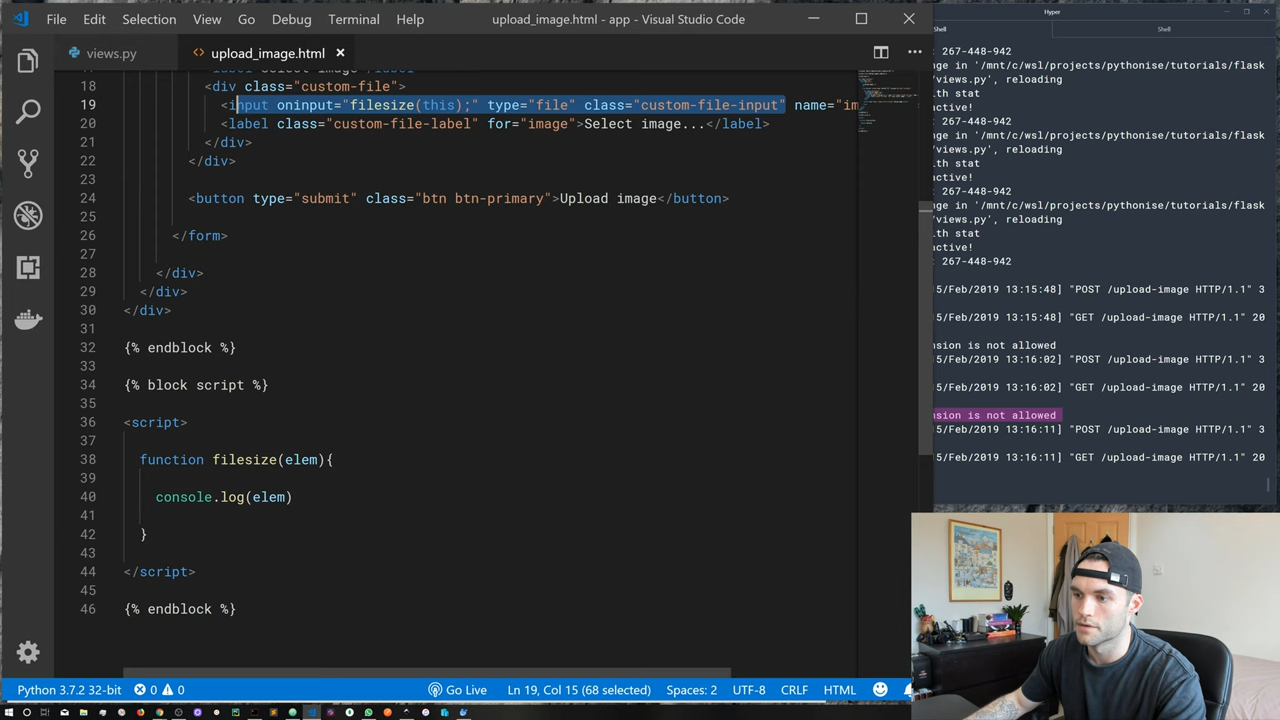 File Edit Selection View Go Debug Terminal Help
upload_image.html - app - Visual Studio Code
views.py
upload_image.html
18 <div class="custom-file">
19 <input oninput="filesize(this);" type="file" class="custom-file-input" name="im
20 <label class="custom-file-label" for="image">Select image...</label>
21 </div>
22 </div>
23
24 <button type="submit" class="btn btn-primary">Upload image</button>
25
26 </form>
27
28 </div>
29 </div>
30 </div>
31
32 {% endblock %}
33
34 {% block script %}
35
36 <script>
37
38 function filesize(elem){
39
40 console.log(elem)
41
42 }
43
44 </script>
45
46 {% endblock %}
Python 3.7.2 32-bit 0 0 Go Live Ln 19, Col 15 (68 selected) Spaces: 2 UTF-8 CRLF HTML
Hyper
Shell Shell
: 267-448-942
nge in '/mnt/c/wsl/projects/pythonise/tutorials/flask
/views.py', reloading
th stat
ctive!
: 267-448-942
nge in '/mnt/c/wsl/projects/pythonise/tutorials/flask
/views.py', reloading
th stat
ctive!
: 267-448-942
nge in '/mnt/c/wsl/projects/pythonise/tutorials/flask
/views.py', reloading
th stat
ctive!
: 267-448-942
5/Feb/2019 13:15:48] "POST /upload-image HTTP/1.1" 3
5/Feb/2019 13:15:48] "GET /upload-image HTTP/1.1" 20
nsion is not allowed
5/Feb/2019 13:16:02] "POST /upload-image HTTP/1.1" 3
5/Feb/2019 13:16:02] "GET /upload-image HTTP/1.1" 20
nsion is not allowed
5/Feb/2019 13:16:11] "POST /upload-image HTTP/1.1" 3
5/Feb/2019 13:16:11] "GET /upload-image HTTP/1.1" 20